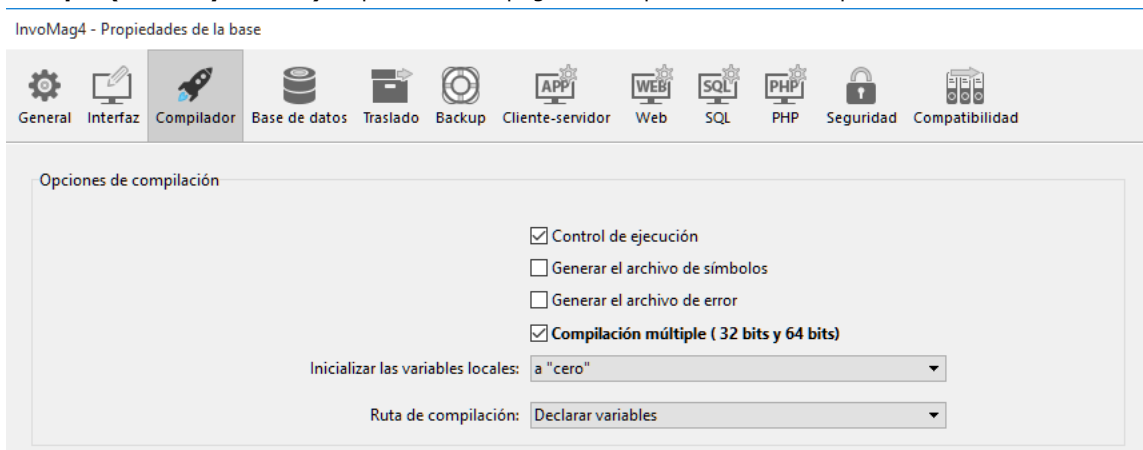 InvoMag4 - Propiedades de la base
APP WEB SQL PHP
General Interfaz Compilador Base de datos Traslado Backup Cliente-servidor Web SQL PHP Seguridad Compatibilidad
Opciones de compilación
Control de ejecución
Generar el archivo de símbolos
Generar el archivo de error
Compilación múltiple ( 32 bits y 64 bits)
Inicializar las variables locales: a "cero"
Ruta de compilación: Declarar variables